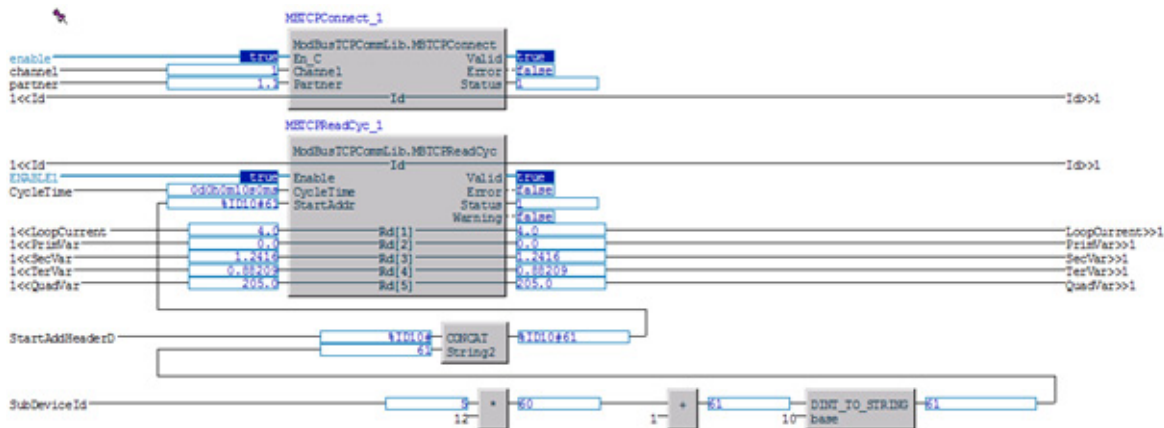 MBTCPConnect_1
ModBusTCPCommLib.MBTCPConnect
enable true En_C Valid true
channel 1 Channel Error false
partner 1.1 Partner Status 1
1<<Id Id Id>>1
MBTCPReadCyc_1
ModBusTCPCommLib.MBTCPReadCyc
1<<Id Id Id>>1
ENABLE1 true Enable Valid true
CycleTime 0d0h0m10s0ms CycleTime Error false
%ID10#61 StartAddr Status 1
Warning false
1<<LoopCurrent 4.0 Rd[1] 4.0 LoopCurrent>>1
1<<PrimVar 0.0 Rd[2] 0.0 PrimVar>>1
1<<SecVar 1.2416 Rd[3] 1.2416 SecVar>>1
1<<TerVar 0.88209 Rd[4] 0.88209 TerVar>>1
1<<QuadVar 205.0 Rd[5] 205.0 QuadVar>>1
StartAddHeaderD %ID10# CONCAT %ID10#61
61 String2
SubDeviceId 5 * 60 + 61 DINT_TO_STRING 61
12 1 10 base